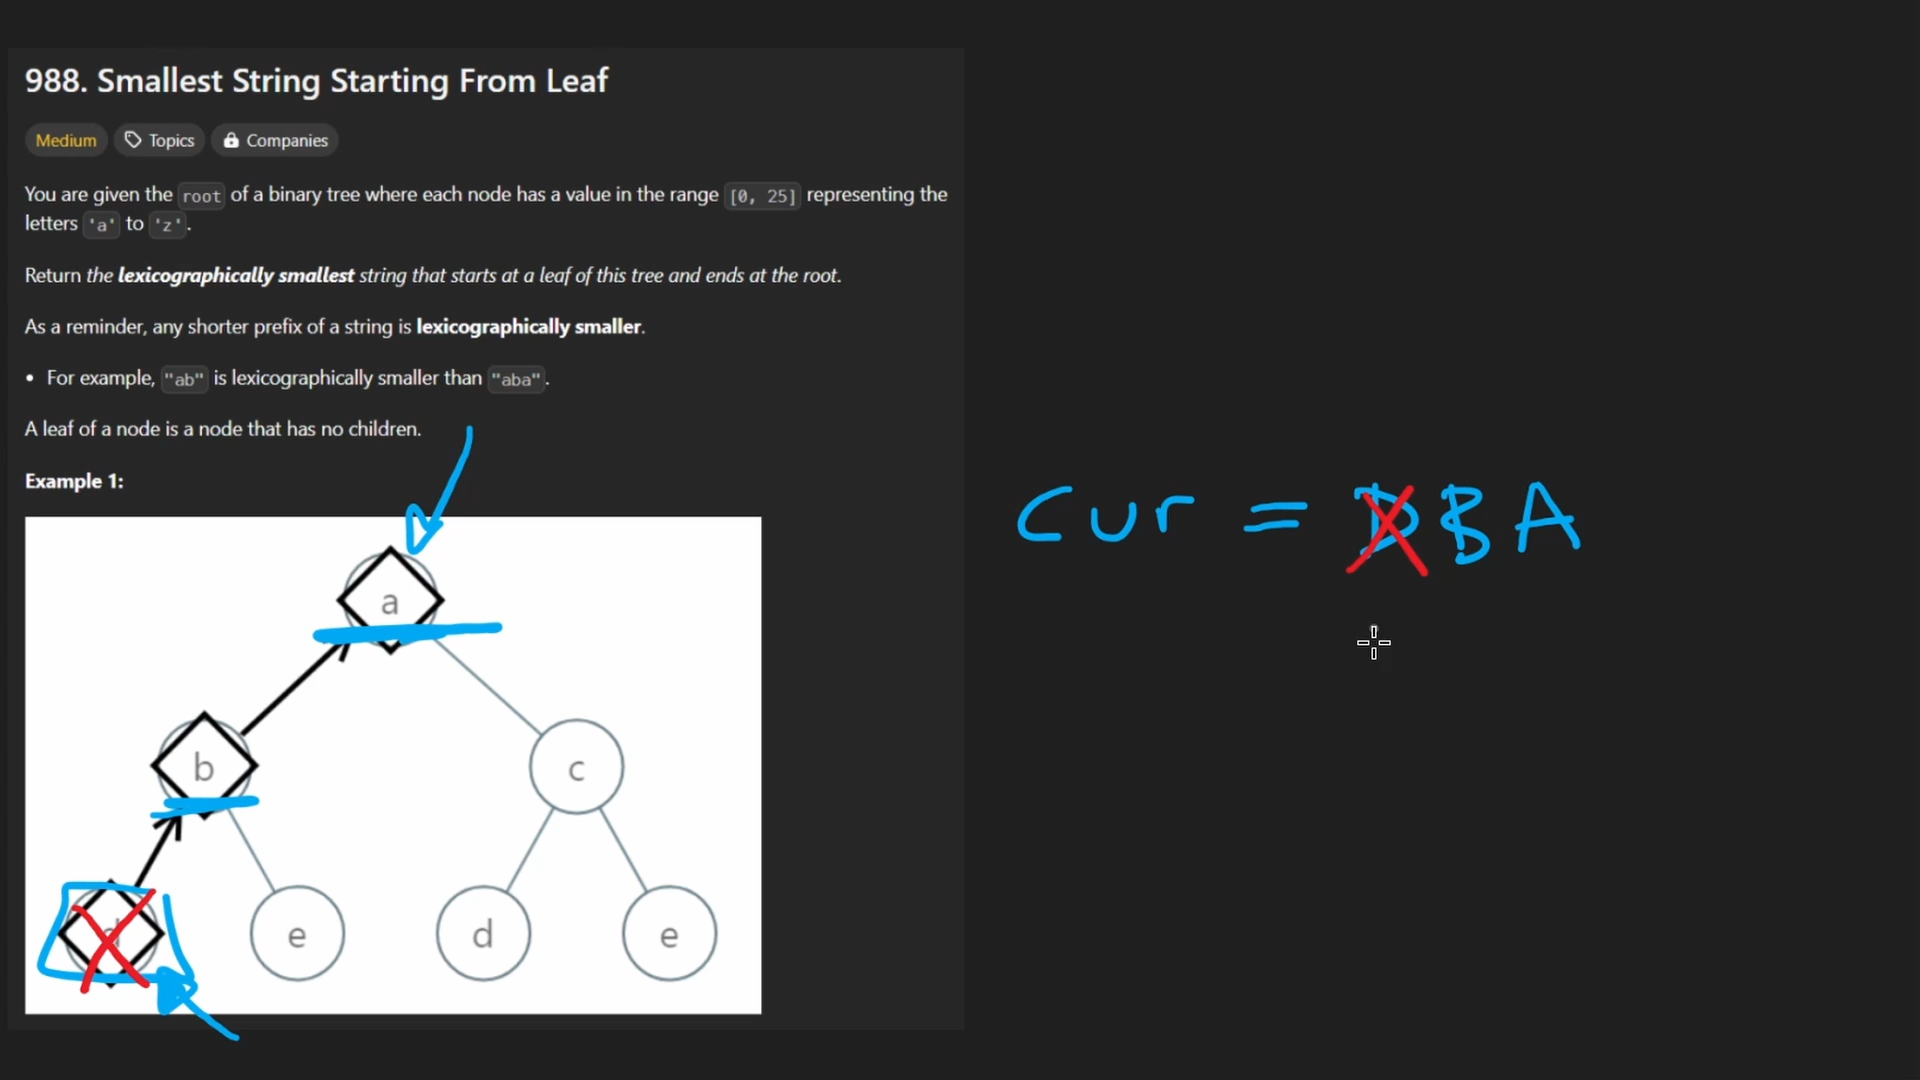 988. Smallest String Starting From Leaf
Medium Topics Companies
You are given the root of a binary tree where each node has a value in the range [0, 25] representing the
letters 'a' to 'z'.
Return the lexicographically smallest string that starts at a leaf of this tree and ends at the root.
As a reminder, any shorter prefix of a string is lexicographically smaller.
• For example, "ab" is lexicographically smaller than "aba".
A leaf of a node is a node that has no children.
Example 1:
Cur = DBA
a
b
c
d
e
d
e